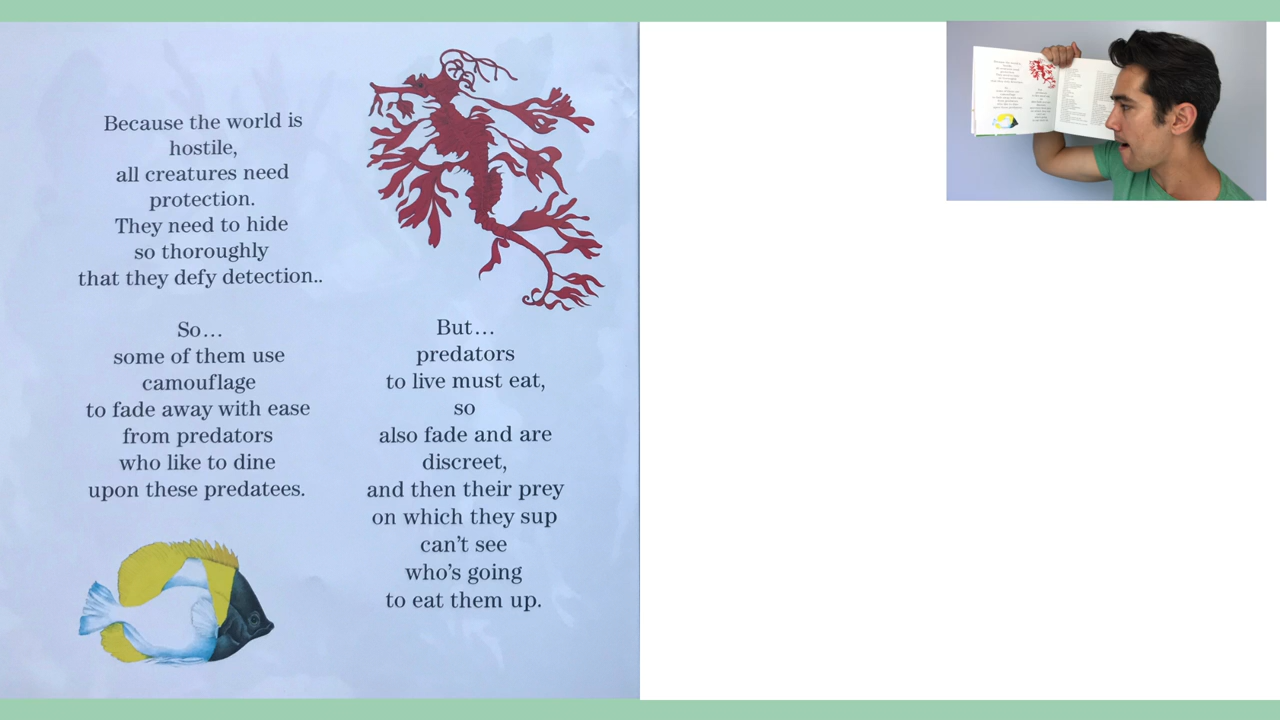 Because the world is
hostile,
all creatures need
protection.
They need to hide
so thoroughly
that they defy detection..
So...
some of them use
camouflage
to fade away with ease
from predators
who like to dine
upon these predatees.
But...
predators
to live must eat,
so
also fade and are
discreet,
and then their prey
on which they sup
can't see
who's going
to eat them up.